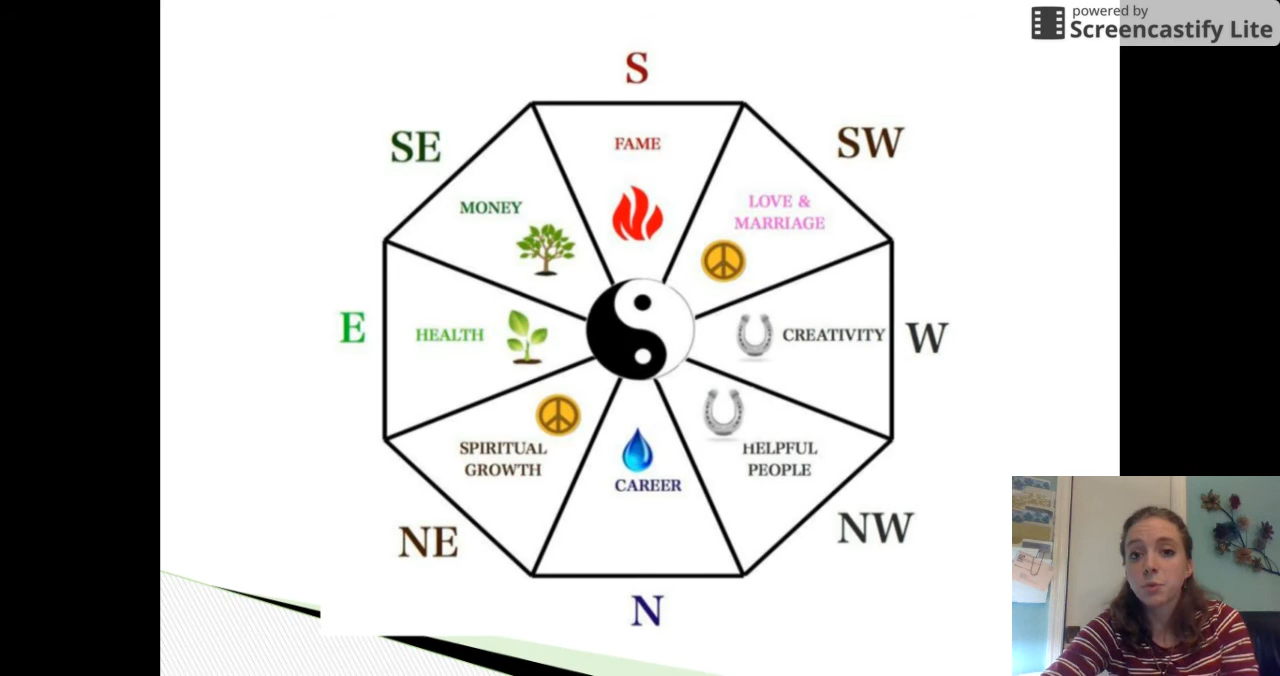 powered by
Screencastify Lite
S
SE
SW
FAME
MONEY
LOVE &
MARRIAGE
E
HEALTH
CREATIVITY
W
SPIRITUAL
GROWTH
HELPFUL
PEOPLE
CAREER
NE
NW
N